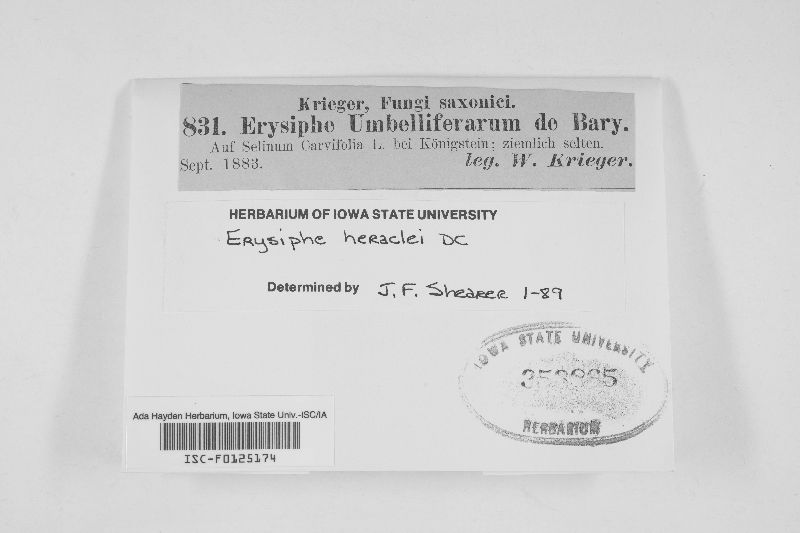 Krieger, Fungi saxonici.
831. Erysiphe Umbelliferarum de Bary.
Auf Selinum Carvifolia L. bei Königstein; ziemlich selten.
Sept. 1883. leg. W. Krieger.
HERBARIUM OF IOWA STATE UNIVERSITY
Erysiphe heraclei DC
Determined by J. F. Shearer 1-89
IOWA STATE UNIVERSITY
HERBARIUM
Ada Hayden Herbarium, Iowa State Univ.-ISC/IA
ISC-F0125174